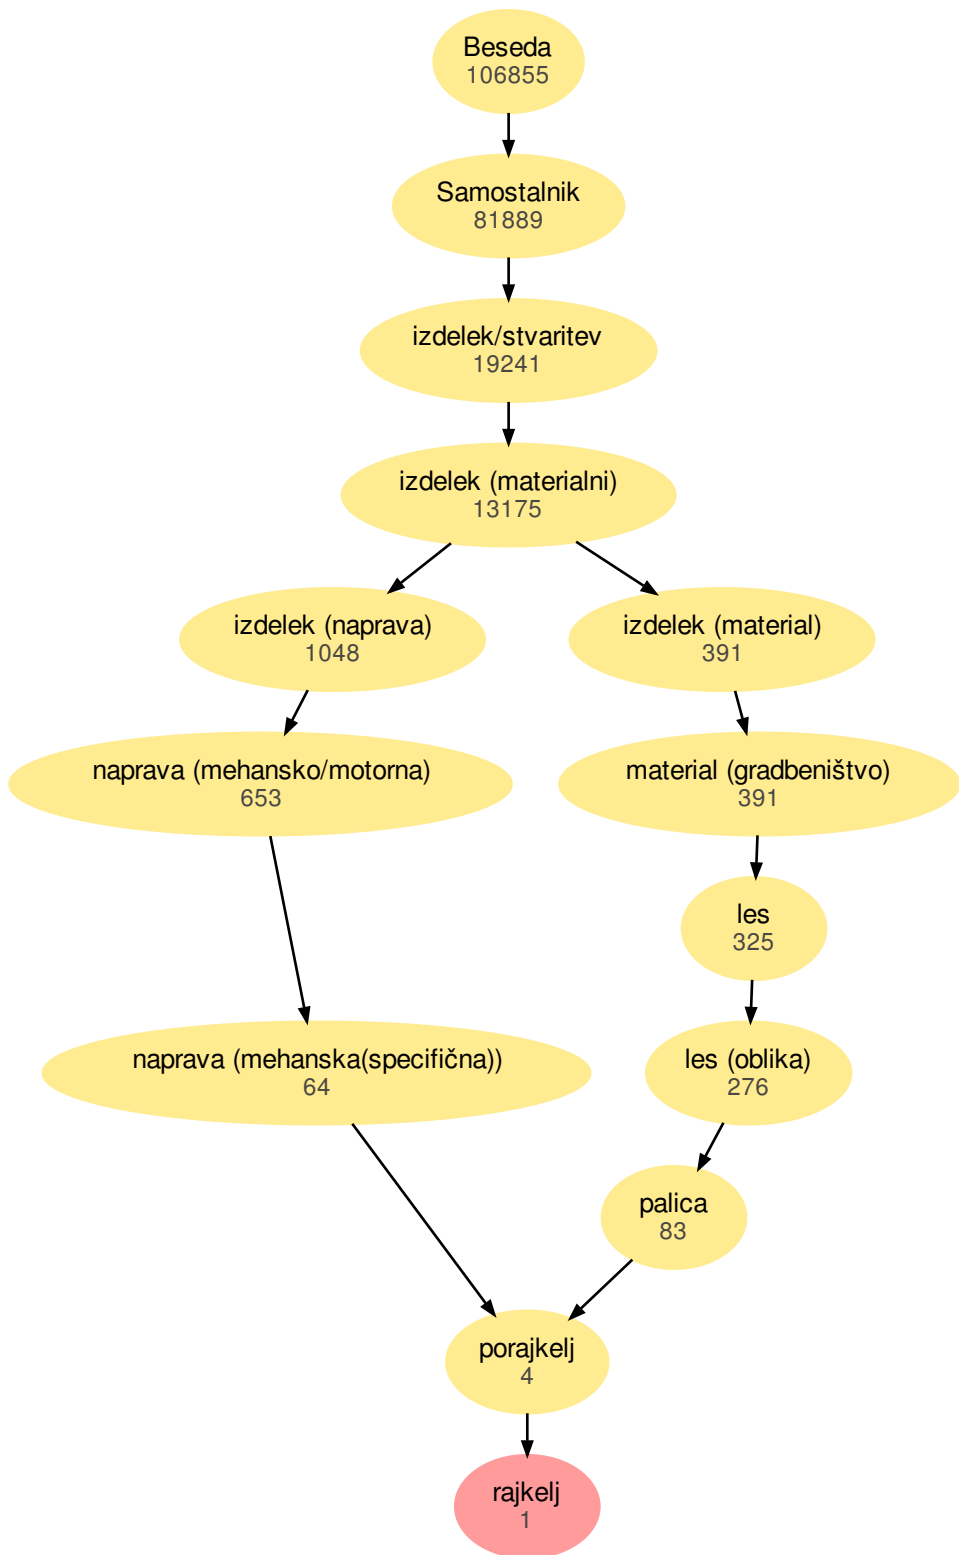 Beseda
106855
Samostalnik
81889
izdelek/stvaritev
19241
izdelek (materialni)
13175
izdelek (naprava)
1048
izdelek (material)
391
naprava (mehansko/motorna)
653
material (gradbeništvo)
391
les
325
naprava (mehanska(specifična))
64
les (oblika)
276
palica
83
porajkelj
4
rajkelj
1